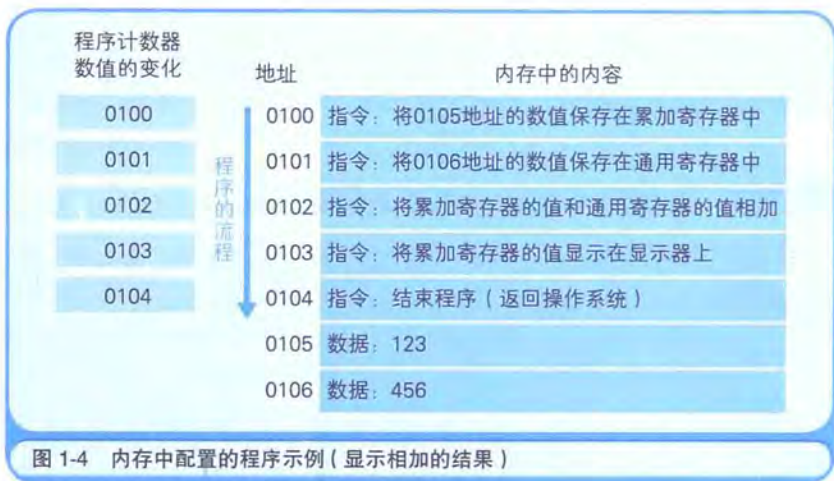 程序计数器
数值的变化
地址
内存中的内容
0100
0101
0102
0103
0104
程序的流程
0100 指令：将0105地址的数值保存在累加寄存器中
0101 指令：将0106地址的数值保存在通用寄存器中
0102 指令：将累加寄存器的值和通用寄存器的值相加
0103 指令：将累加寄存器的值显示在显示器上
0104 指令：结束程序（返回操作系统）
0105 数据：123
0106 数据：456
图 1-4 内存中配置的程序示例（显示相加的结果）